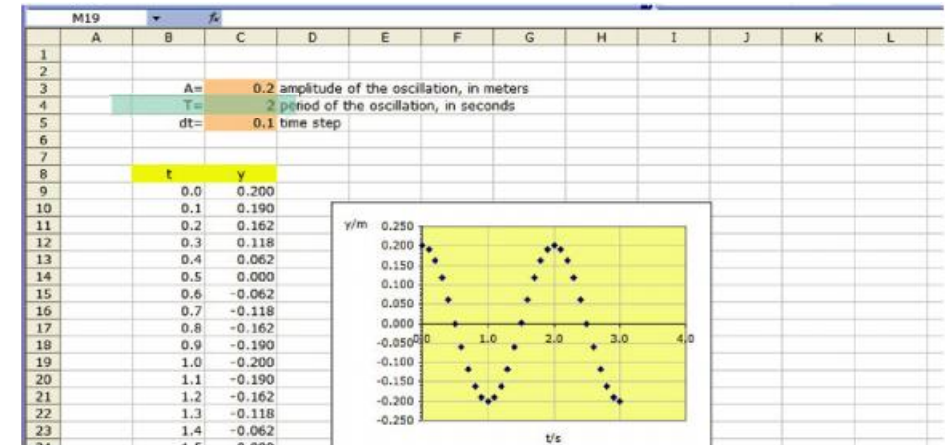 M19 fx
A B C D E F G H I J K L
1
2
3 A= 0.2 amplitude of the oscillation, in meters
4 T= 2 period of the oscillation, in seconds
5 dt= 0.1 time step
6
7
8 t y
9 0.0 0.200
10 0.1 0.190
11 0.2 0.162
12 0.3 0.118
13 0.4 0.062
14 0.5 0.000
15 0.6 -0.062
16 0.7 -0.118
17 0.8 -0.162
18 0.9 -0.190
19 1.0 -0.200
20 1.1 -0.190
21 1.2 -0.162
22 1.3 -0.118
23 1.4 -0.062
y/m
0.250
0.200
0.150
0.100
0.050
0.000
-0.050
-0.100
-0.150
-0.200
-0.250
0.0 1.0 2.0 3.0 4.0
t/s